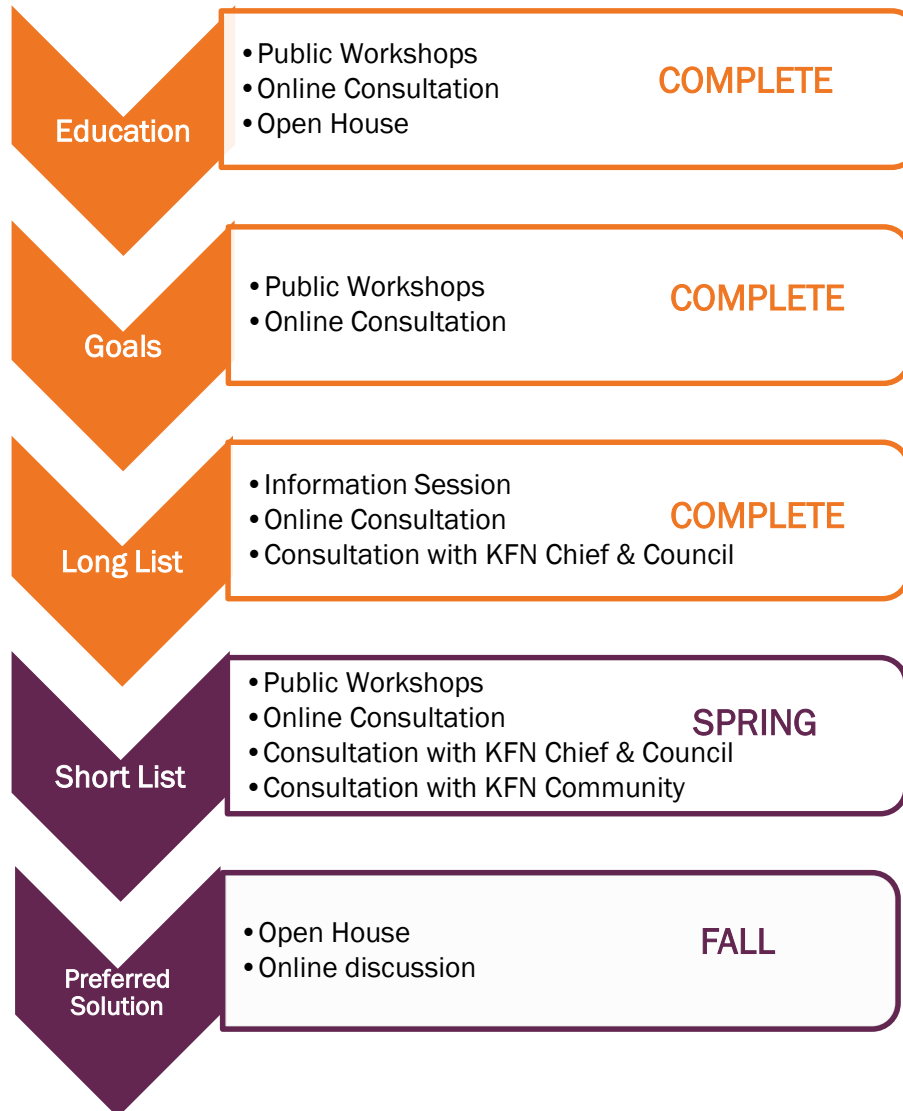 Education
•Public Workshops
•Online Consultation
•Open House
COMPLETE
Goals
•Public Workshops
•Online Consultation
COMPLETE
Long List
•Information Session
•Online Consultation
•Consultation with KFN Chief & Council
COMPLETE
Short List
•Public Workshops
•Online Consultation
•Consultation with KFN Chief & Council
•Consultation with KFN Community
SPRING
Preferred
Solution
•Open House
•Online discussion
FALL